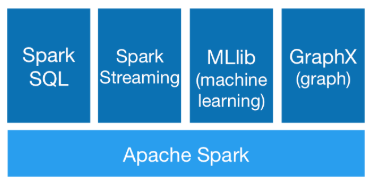 Spark
SQL
Spark
Streaming
MLlib
(machine
learning)
GraphX
(graph)
Apache Spark